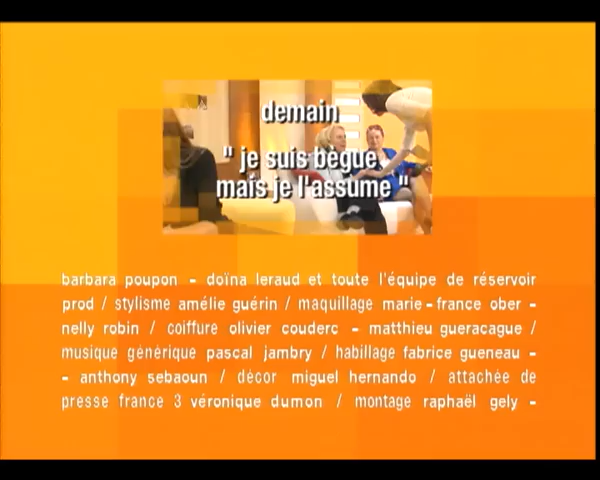 demain
" je suis bègue,
mais je l'assume "
barbara poupon - doïna leraud et toute l'équipe de réservoir
prod / stylisme amélie guérin / maquillage marie-france ober -
nelly robin / coiffure olivier couderc - matthieu gueracague /
musique générique pascal jambry / habillage fabrice gueneau -
- anthony sebaoun / décor miguel hernando / attachée de
presse france 3 véronique dumon / montage raphaël gely -